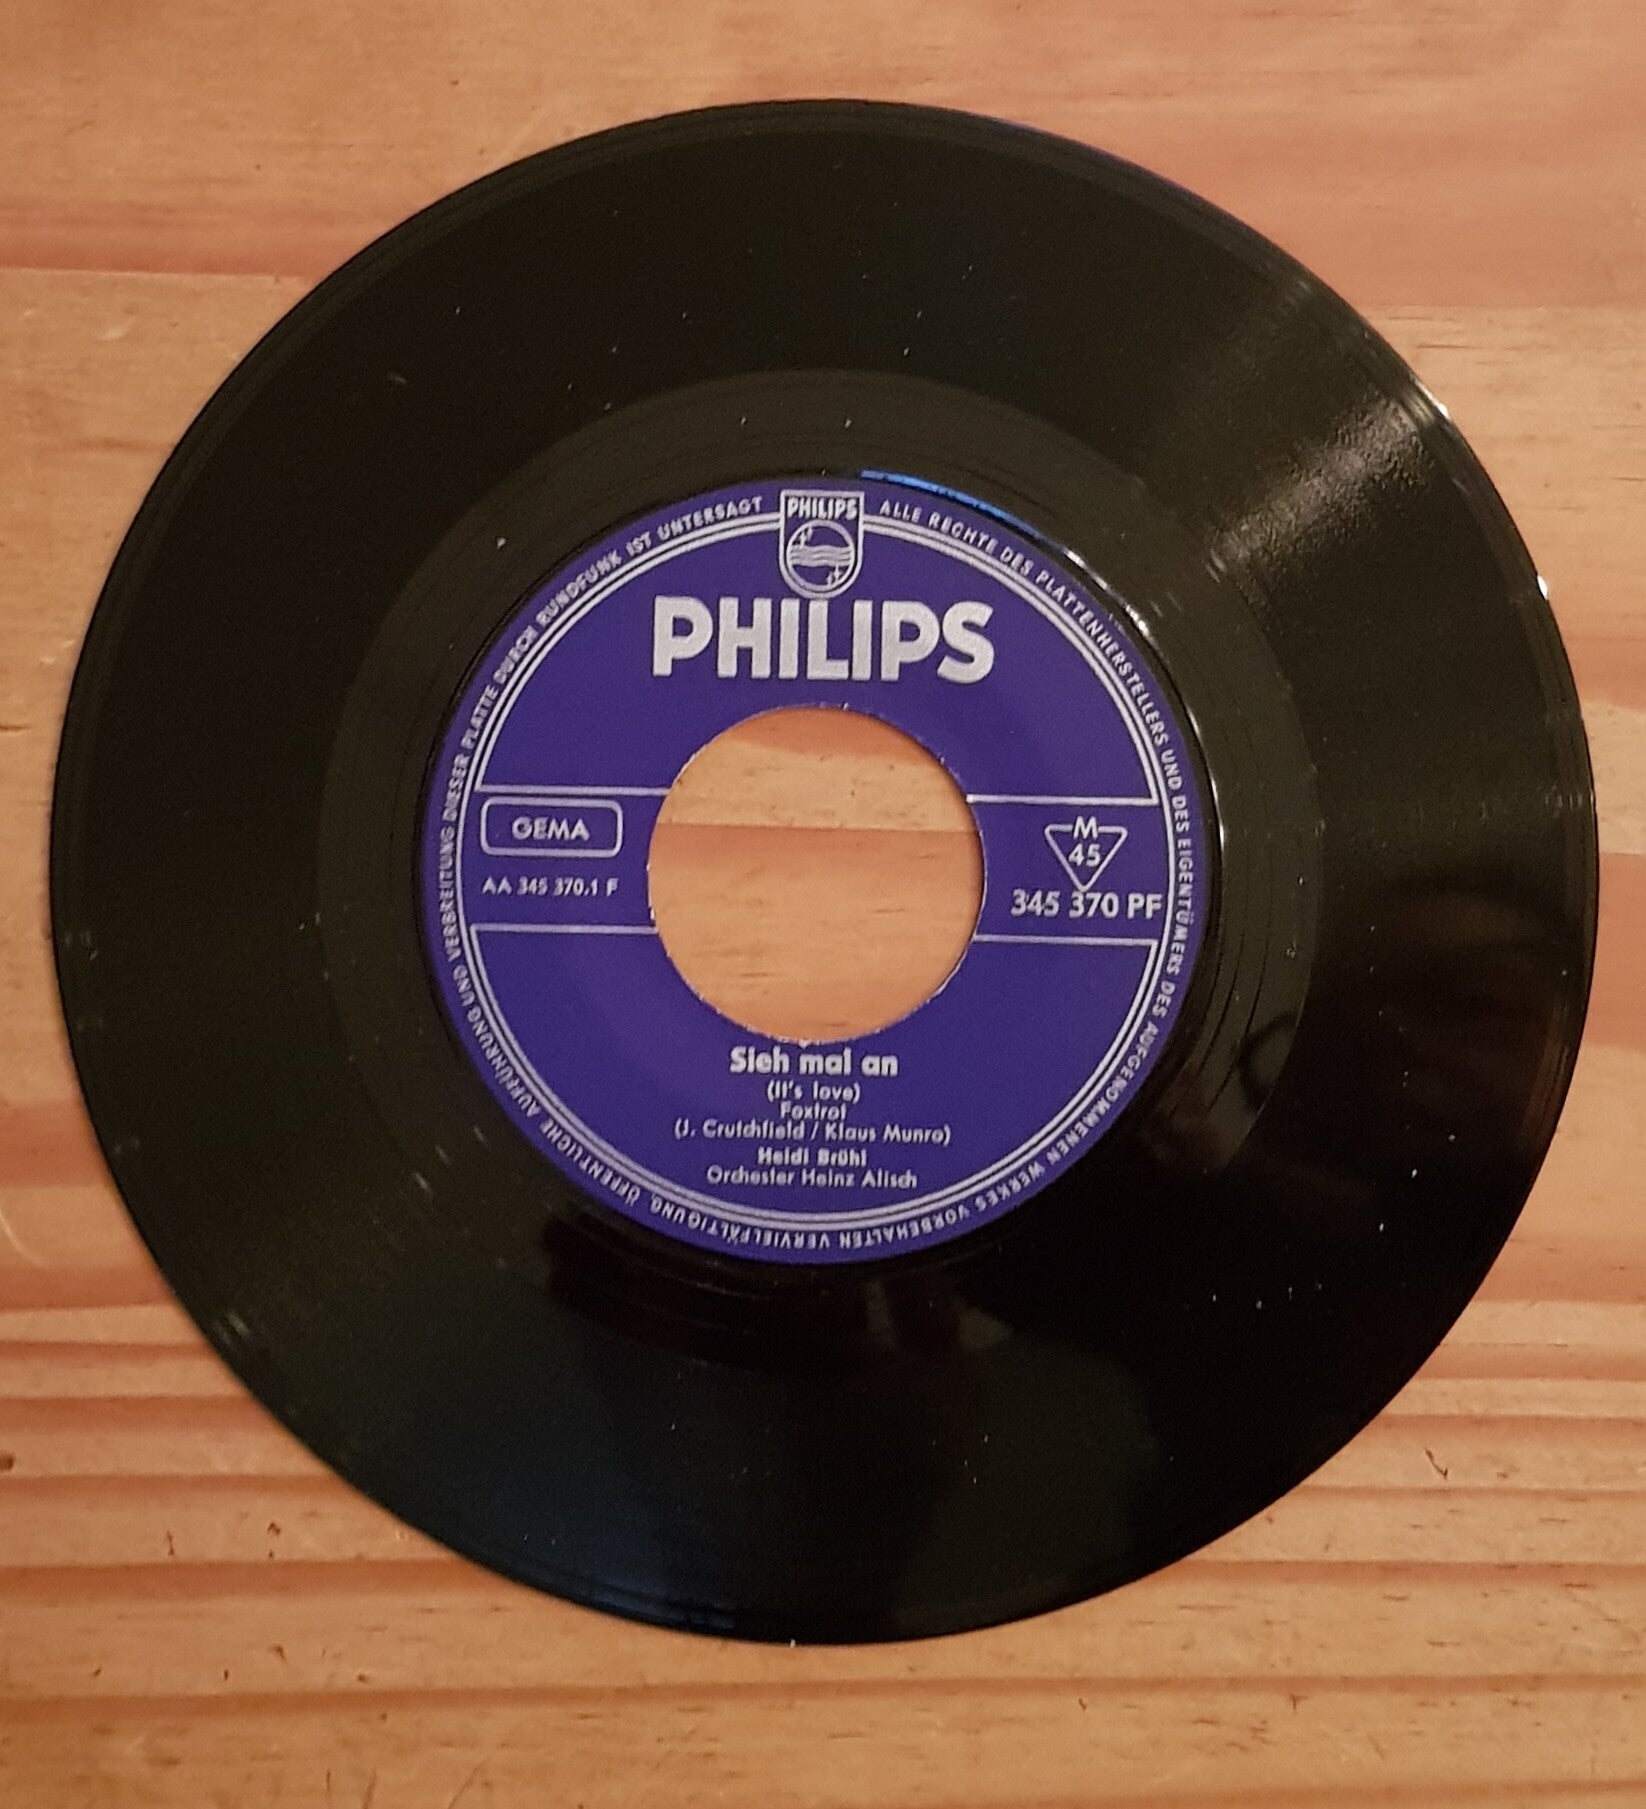 PHILIPS
ALLE RECHTE DES PLATTENHERSTELLERS UND DES EIGENTÜMERS DES AUFGENOMMENEN WERKES VORBEHALTEN VERVIELFÄLTIGUNG, ÖFFENTLICHE AUFFÜHRUNG UND VERBREITUNG DIESER PLATTE DURCH RUNDFUNK IST UNTERSAGT
PHILIPS
GEMA
AA 345 370.1 F
M
45
345 370 PF
Sieh mal an
(It's love)
Foxtrot
(J. Crutchfield / Klaus Munro)
Heidi Brühl
Orchester Heinz Alisch